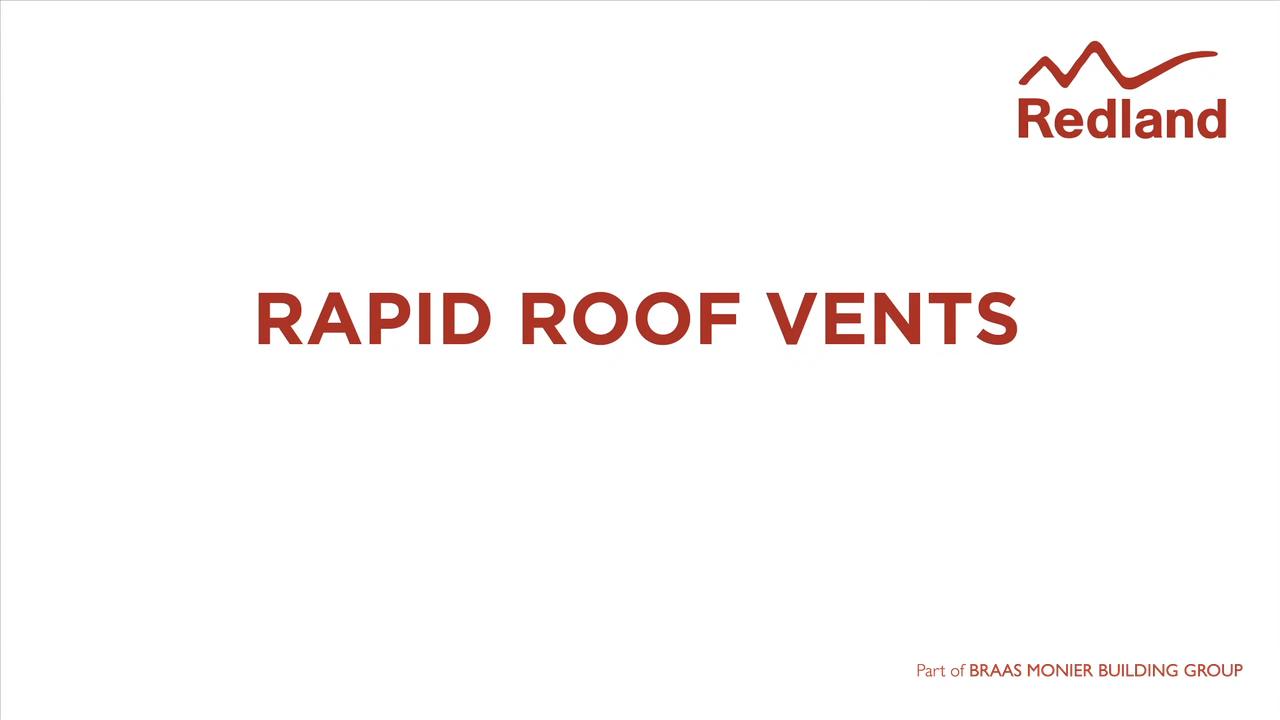 Redland
RAPID ROOF VENTS
Part of BRAAS MONIER BUILDING GROUP